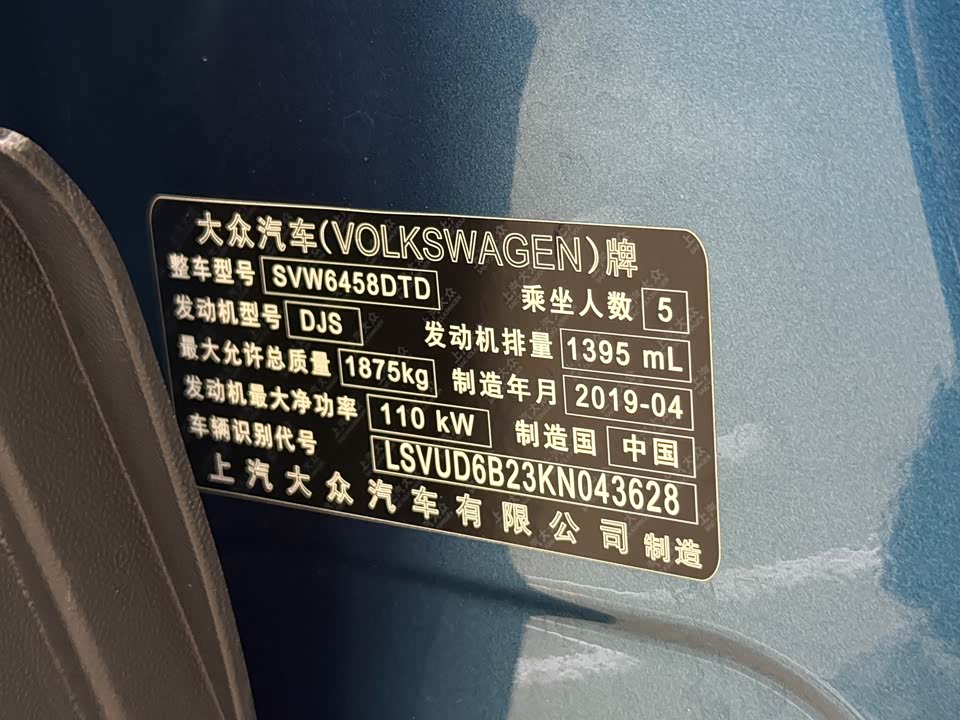 大众汽车(VOLKSWAGEN)牌
整车型号 SVW6458DTD 乘坐人数 5
发动机型号 DJS 发动机排量 1395 mL
最大允许总质量 1875kg 制造年月 2019-04
发动机最大净功率 110 kW 制造国 中国
车辆识别代号 LSVUD6B23KN043628
上汽大众汽车有限公司 制造